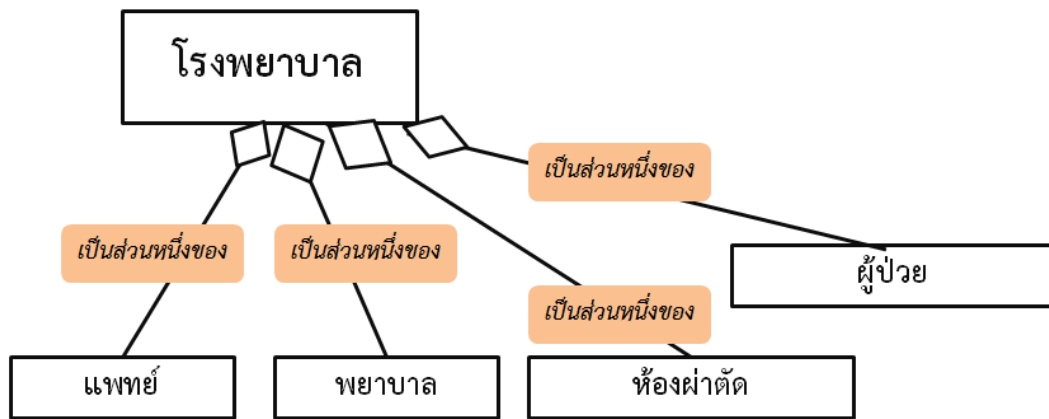 โรงพยาบาล
เป็นส่วนหนึ่งของ
เป็นส่วนหนึ่งของ
เป็นส่วนหนึ่งของ
ผู้ป่วย
เป็นส่วนหนึ่งของ
แพทย์
พยาบาล
ห้องผ่าตัด